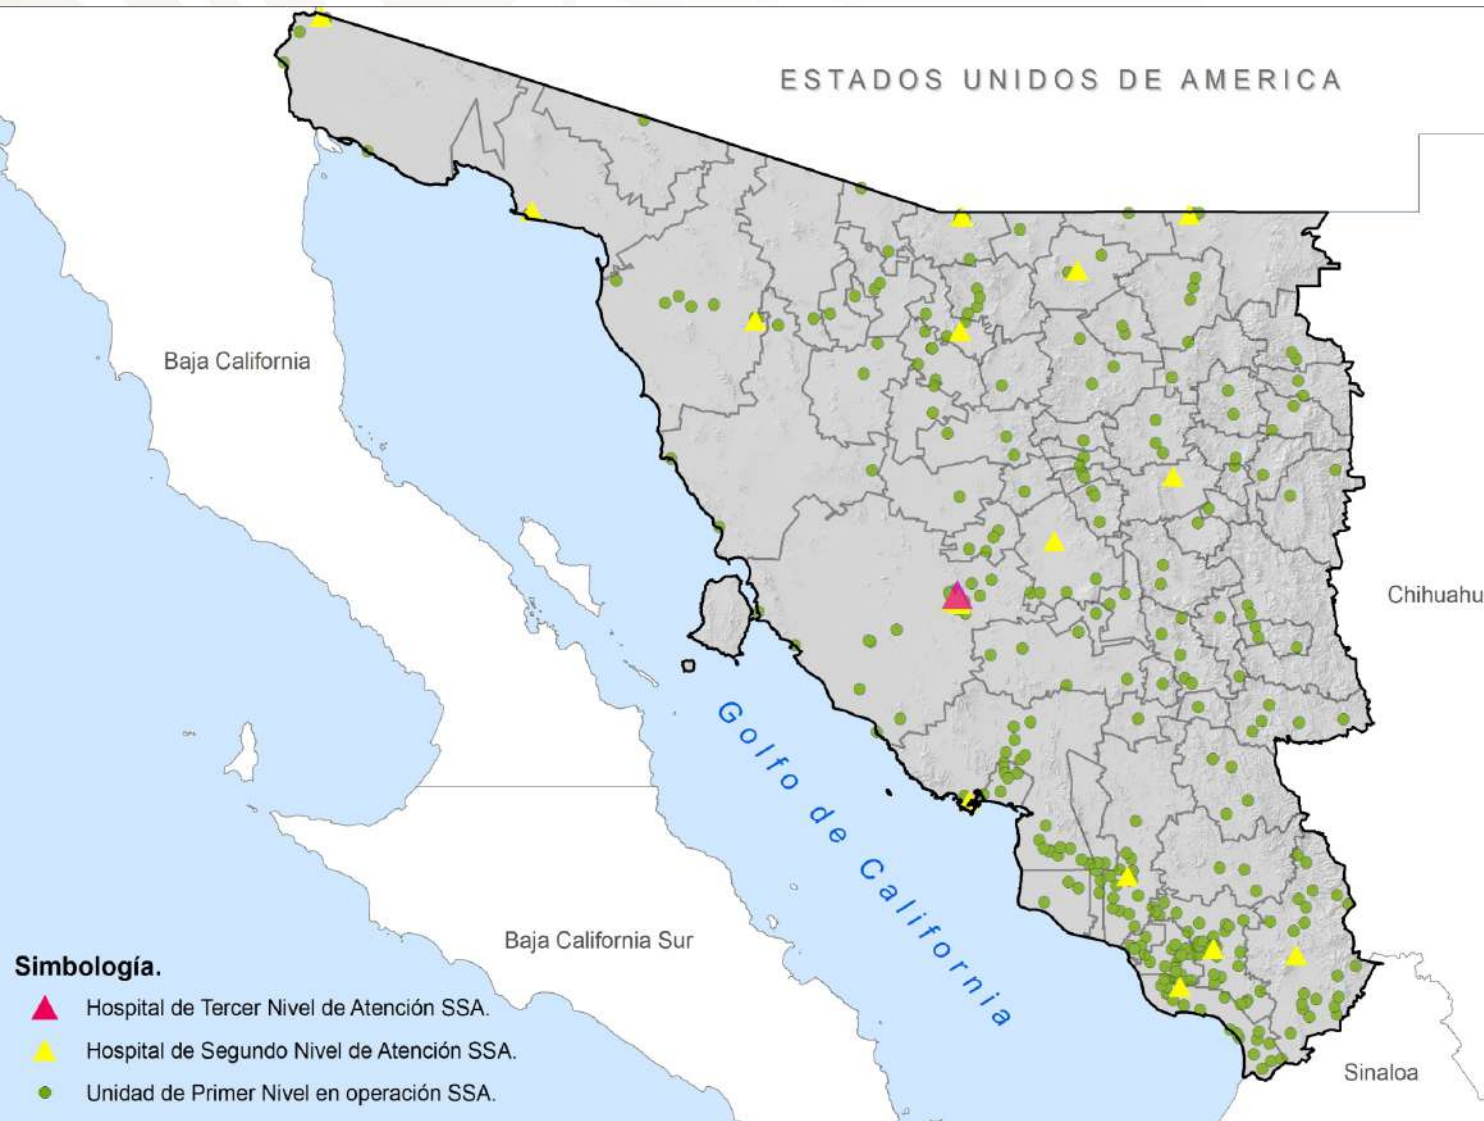 ESTADOS UNIDOS DE AMERICA
Baja California
Chihuahu
Golfo de California
Baja California Sur
Simbología.
Hospital de Tercer Nivel de Atención SSA.
Hospital de Segundo Nivel de Atención SSA.
Unidad de Primer Nivel en operación SSA.
Sinaloa